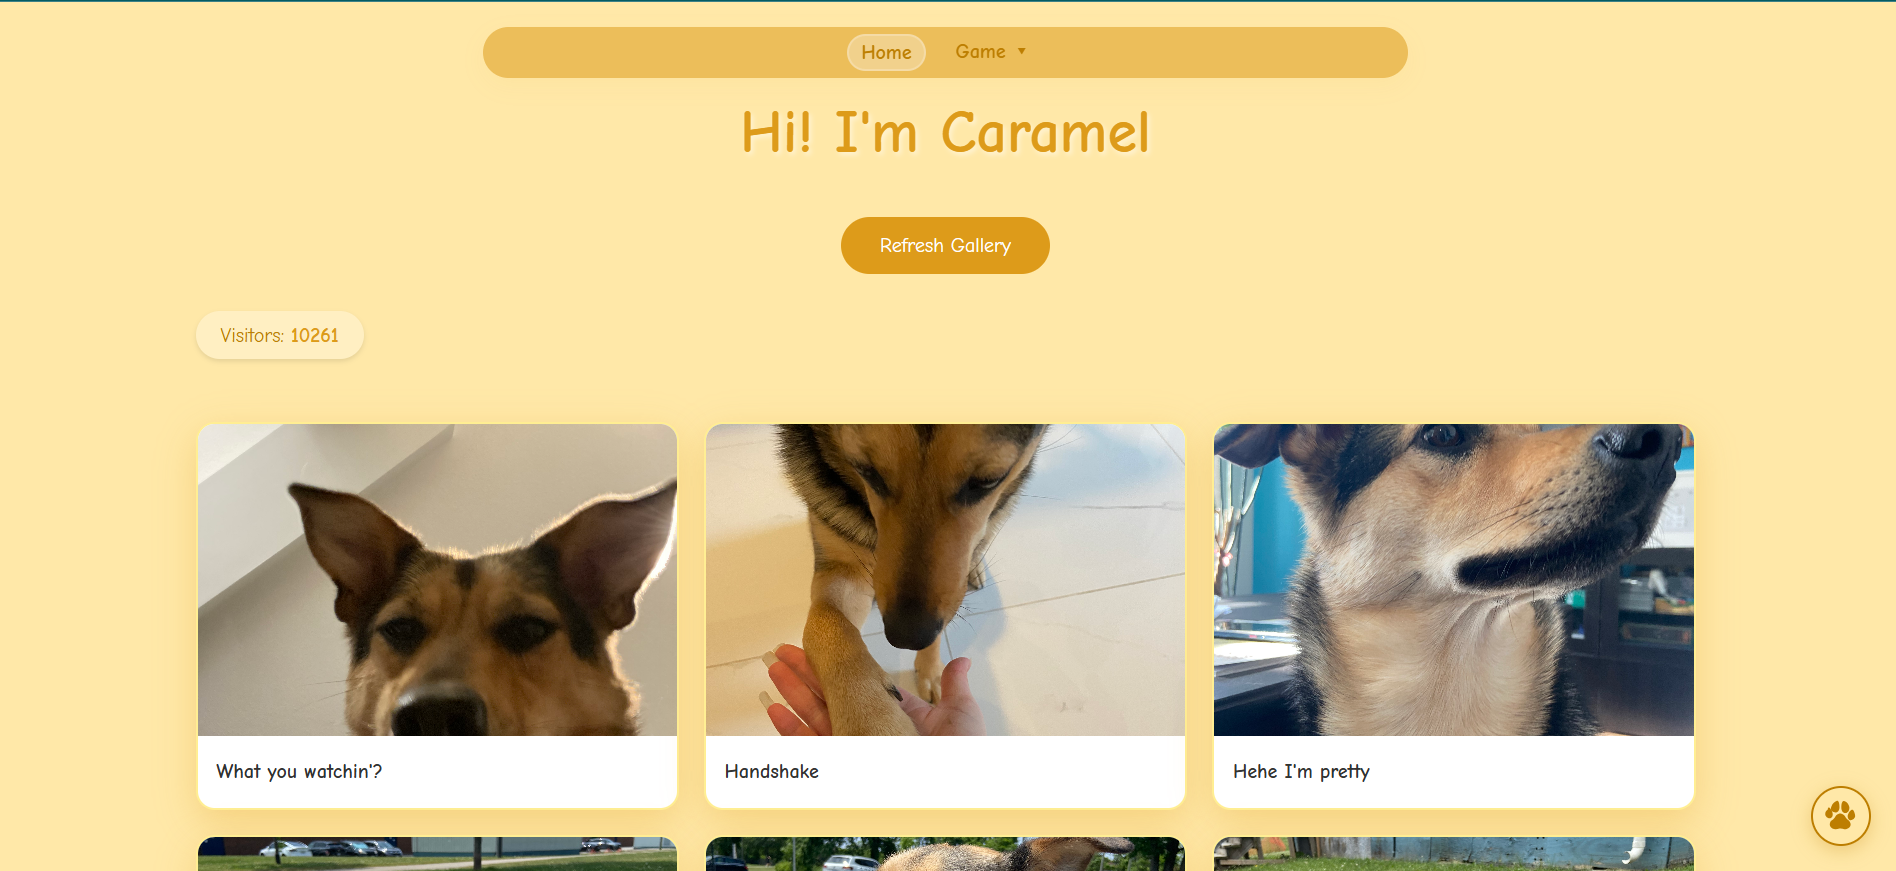 Home Game ▼
Hi! I'm Caramel
Refresh Gallery
Visitors: 10261
What you watchin'?
Handshake
Hehe I'm pretty